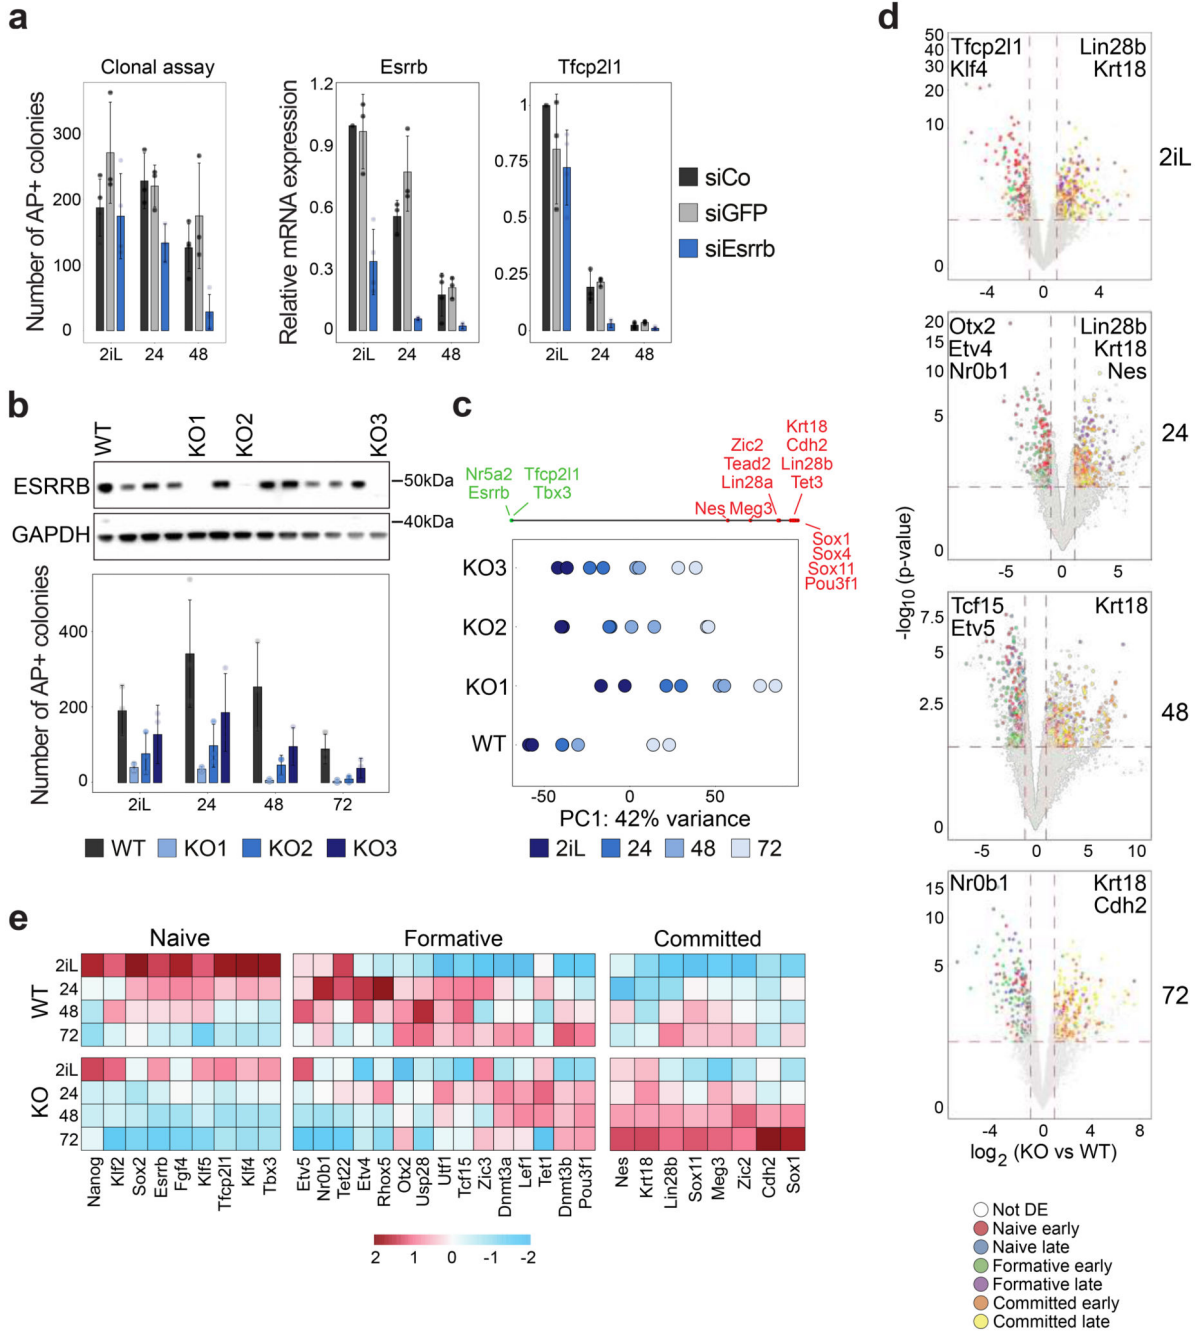 a
Clonal assay
Number of AP+ colonies
300
200
100
0
2iL 24 48
Esrrb
Relative mRNA expression
1.2
0.9
0.6
0.3
0
2iL 24 48
Tfcp2l1
1
0.75
0.5
0.25
0
2iL 24 48
siCo
siGFP
siEsrrb
b
WT KO1 KO2 KO3
ESRRB
50kDa
GAPDH
40kDa
Number of AP+ colonies
400
200
0
2iL 24 48 72
WT KO1 KO2 KO3
c
Nr5a2 Tfcp2l1
Esrrb Tbx3
Zic2
Tead2
Lin28a
Krt18
Cdh2
Lin28b
Tet3
Nes Meg3
Sox1
Sox4
Sox11
Pou3f1
KO3
KO2
KO1
WT
-50 0 50
PC1: 42% variance
2iL 24 48 72
d
-log10 (p-value)
50
40
30
20
10
0
Tfcp2l1 Lin28b
Klf4 Krt18
-4 0 4
2iL
20
15
10
5
0
Otx2 Lin28b
Etv4 Krt18
Nr0b1 Nes
-5 0 5
24
7.5
5
2.5
0
Tcf15 Krt18
Etv5
-5 0 5 10
48
15
10
5
0
Nr0b1 Krt18
Cdh2
-4 0 4 8
72
log2 (KO vs WT)
Not DE
Naive early
Naive late
Formative early
Formative late
Committed early
Committed late
e
Naive Formative Committed
WT
2iL
24
48
72
KO
2iL
24
48
72
Nanog Klf2 Sox2 Esrrb Fgf4 Klf5 Tfcp2l1 Klf4 Tbx3
Etv5 Nr0b1 Tet22 Etv4 Rhox5 Otx2 Usp28 Utf1 Tcf15 Zic3 Dnmt3a Lef1 Tet1 Dnmt3b Pou3f1
Nes Krt18 Lin28b Sox11 Meg3 Zic2 Cdh2 Sox1
2 1 0 -1 -2